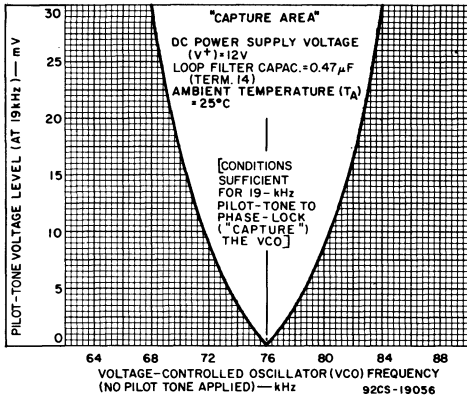 30
25
20
15
10
5
0
PILOT-TONE VOLTAGE LEVEL (AT 19kHz) — mV
"CAPTURE AREA"
DC POWER SUPPLY VOLTAGE
(V+)=12V
LOOP FILTER CAPAC.=0.47μF
(TERM. 14)
AMBIENT TEMPERATURE (TA)
= 25°C
[CONDITIONS
SUFFICIENT
FOR 19-kHz
PILOT-TONE TO
PHASE-LOCK
("CAPTURE")
THE VCO]
64 68 72 76 80 84 88
VOLTAGE-CONTROLLED OSCILLATOR (VCO) FREQUENCY
(NO PILOT TONE APPLIED) — kHz
92CS-19056